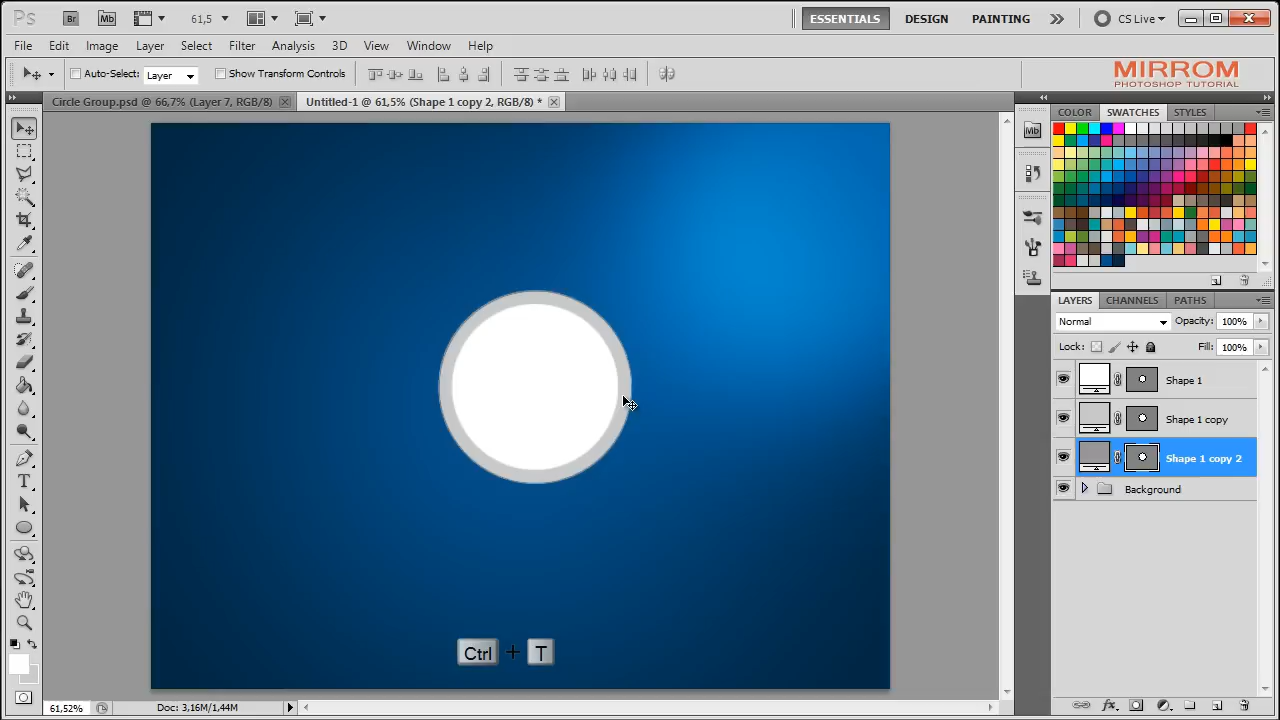 Ps Br Mb 61,5 ESSENTIALS DESIGN PAINTING CS Live
File Edit Image Layer Select Filter Analysis 3D View Window Help
Auto-Select: Layer Show Transform Controls
MIRROM
PHOTOSHOP TUTORIAL
Circle Group.psd @ 66,7% (Layer 7, RGB/8) Untitled-1 @ 61,5% (Shape 1 copy 2, RGB/8) *
COLOR SWATCHES STYLES
Mb
LAYERS CHANNELS PATHS
Normal Opacity: 100%
Lock: Fill: 100%
Shape 1
Shape 1 copy
Shape 1 copy 2
Background
T
Ctrl + T
61,52% Doc: 3,16M/1,44M
fx